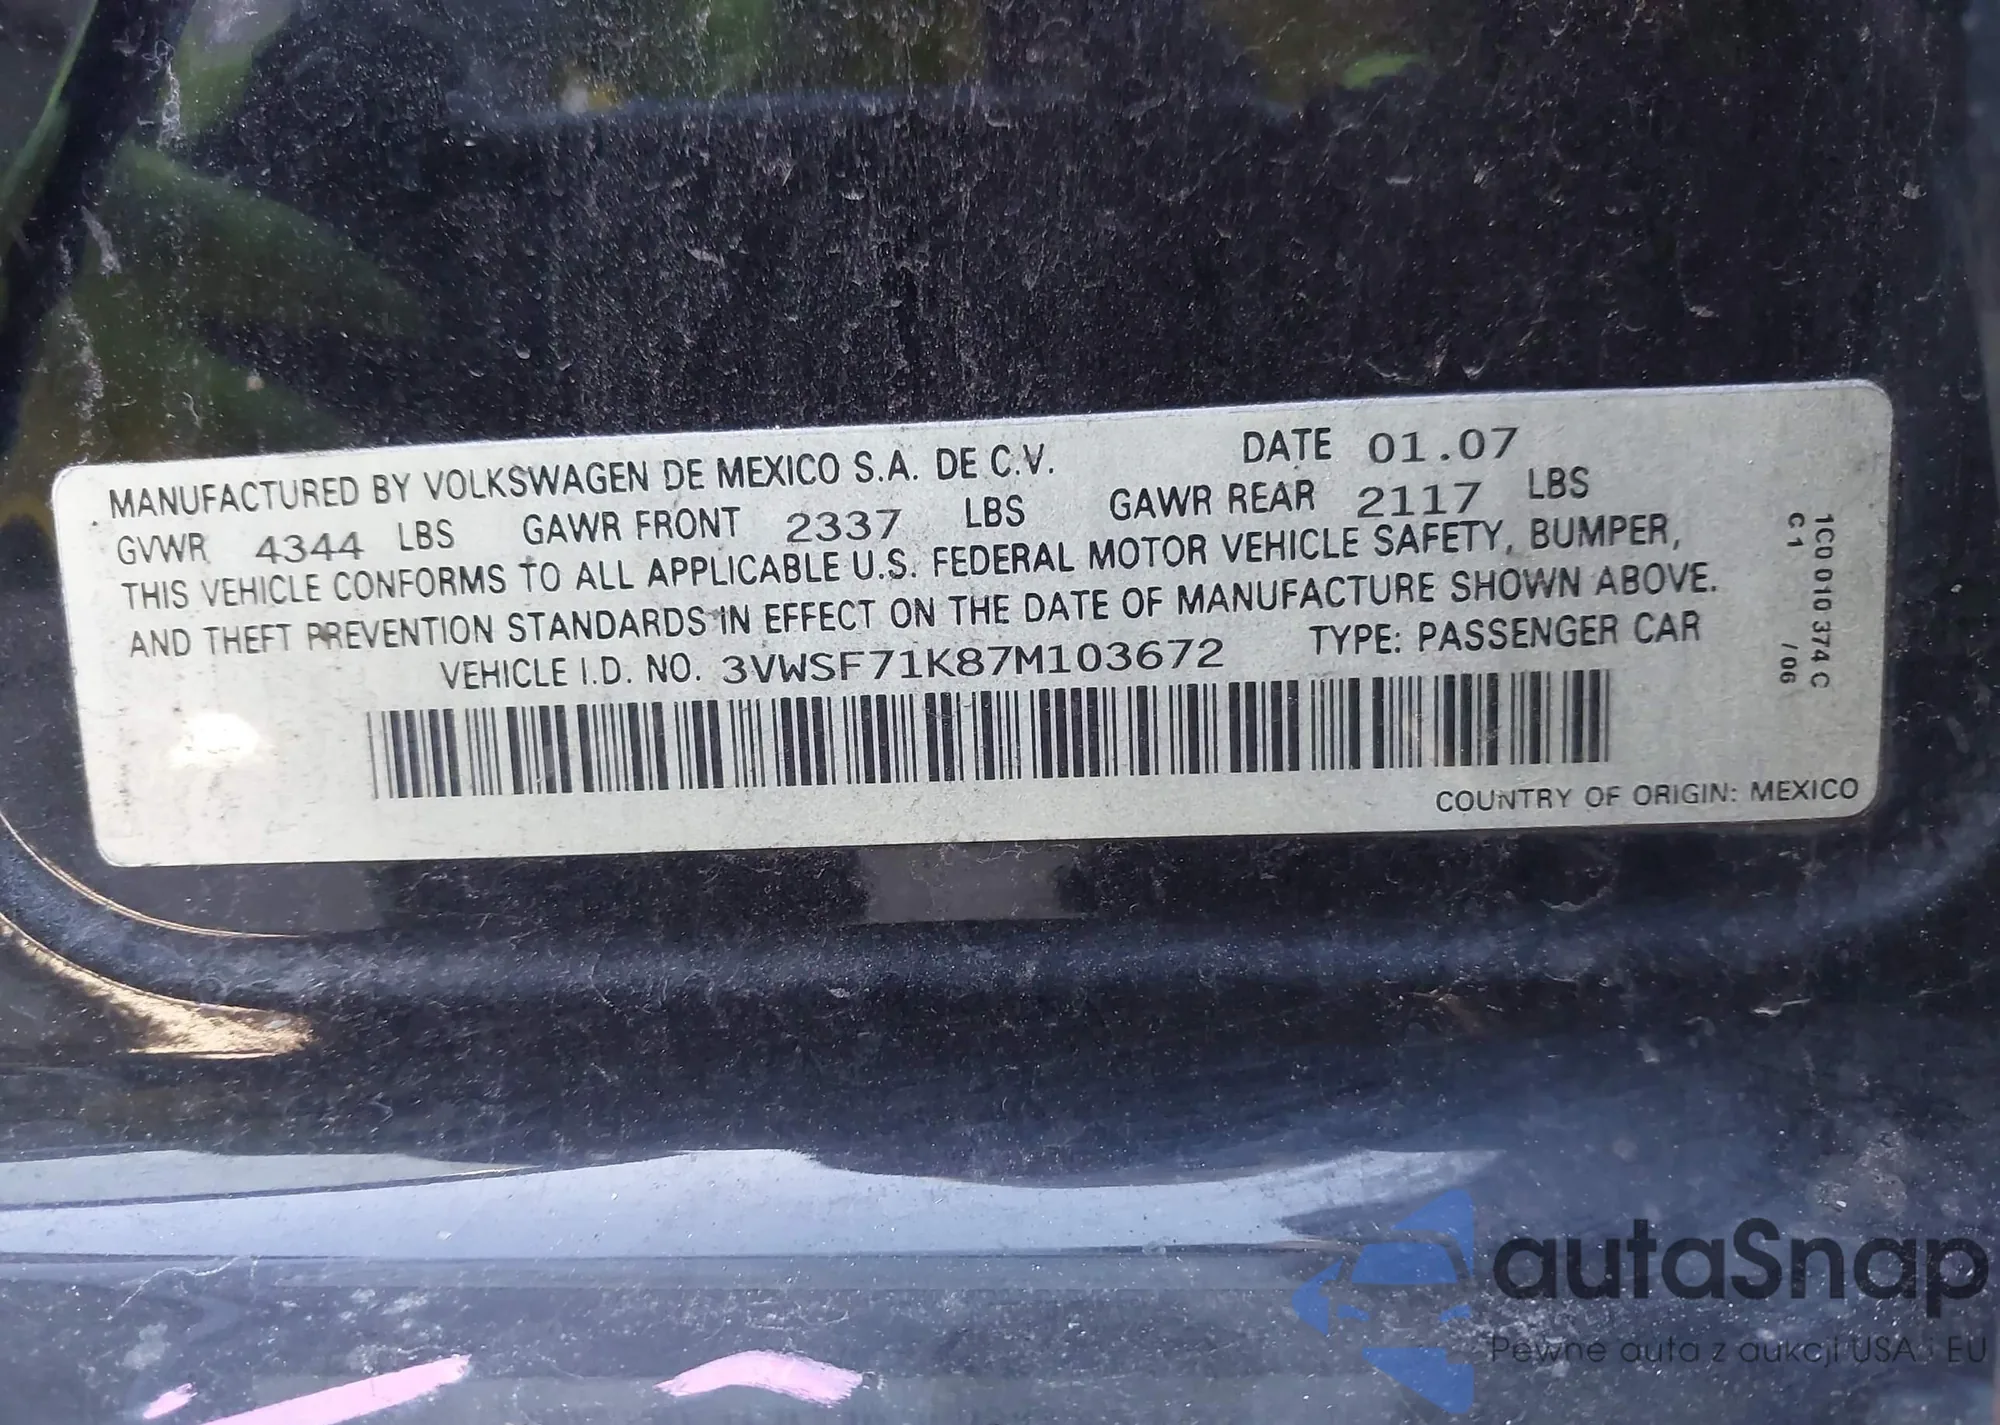 MANUFACTURED BY VOLKSWAGEN DE MEXICO S.A. DE C.V. DATE 01.07
GVWR 4344 LBS GAWR FRONT 2337 LBS GAWR REAR 2117 LBS
THIS VEHICLE CONFORMS TO ALL APPLICABLE U.S. FEDERAL MOTOR VEHICLE SAFETY, BUMPER,
AND THEFT PREVENTION STANDARDS IN EFFECT ON THE DATE OF MANUFACTURE SHOWN ABOVE.
VEHICLE I.D. NO. 3VWSF71K87M103672 TYPE: PASSENGER CAR
COUNTRY OF ORIGIN: MEXICO
1C0 010 374 C
C1 / 06
autaSnap
Pewne auta z aukcji USA i EU